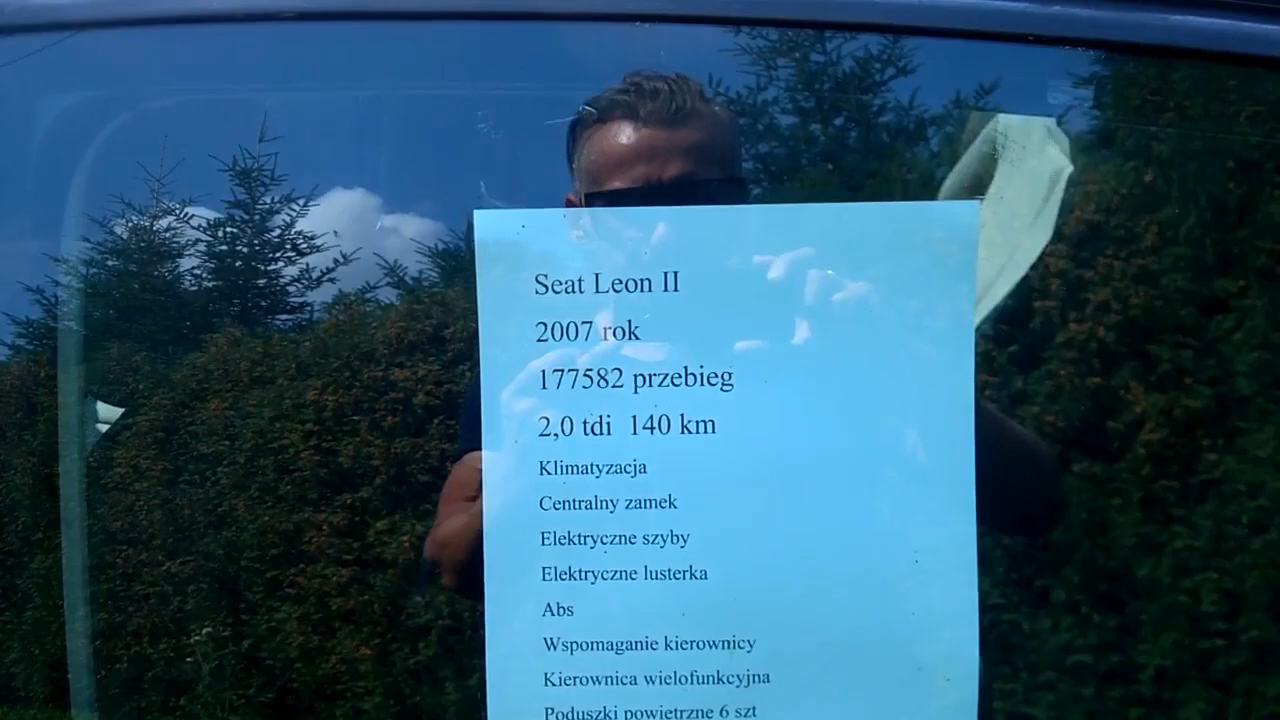 Seat Leon II
2007 rok
177582 przebieg
2,0 tdi 140 km
Klimatyzacja
Centralny zamek
Elektryczne szyby
Elektryczne lusterka
Abs
Wspomaganie kierownicy
Kierownica wielofunkcyjna
Poduszki powietrzne 6 szt